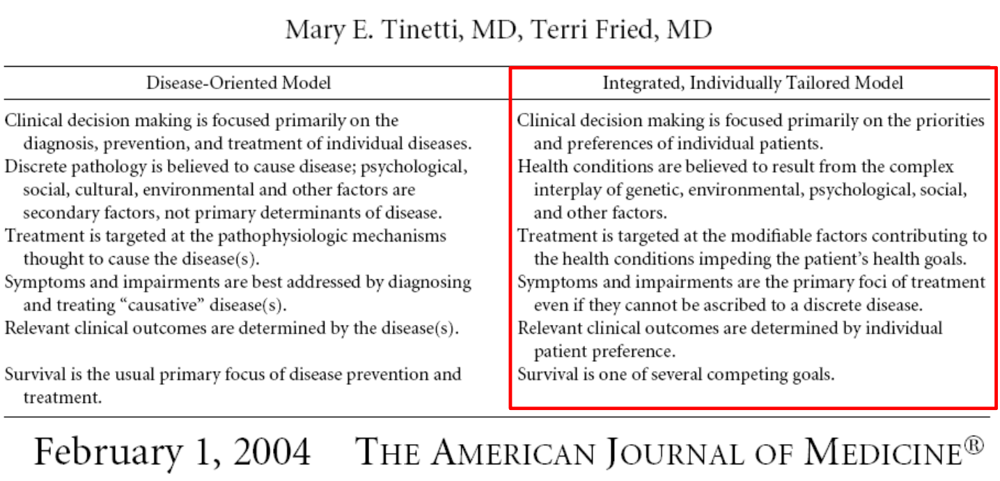 Mary E. Tinetti, MD, Terri Fried, MD
Disease-Oriented Model
Clinical decision making is focused primarily on the
diagnosis, prevention, and treatment of individual diseases.
Discrete pathology is believed to cause disease; psychological,
social, cultural, environmental and other factors are
secondary factors, not primary determinants of disease.
Treatment is targeted at the pathophysiologic mechanisms
thought to cause the disease(s).
Symptoms and impairments are best addressed by diagnosing
and treating “causative” disease(s).
Relevant clinical outcomes are determined by the disease(s).
Survival is the usual primary focus of disease prevention and
treatment.
Integrated, Individually Tailored Model
Clinical decision making is focused primarily on the priorities
and preferences of individual patients.
Health conditions are believed to result from the complex
interplay of genetic, environmental, psychological, social,
and other factors.
Treatment is targeted at the modifiable factors contributing to
the health conditions impeding the patient’s health goals.
Symptoms and impairments are the primary foci of treatment
even if they cannot be ascribed to a discrete disease.
Relevant clinical outcomes are determined by individual
patient preference.
Survival is one of several competing goals.
February 1, 2004 THE AMERICAN JOURNAL OF MEDICINE®